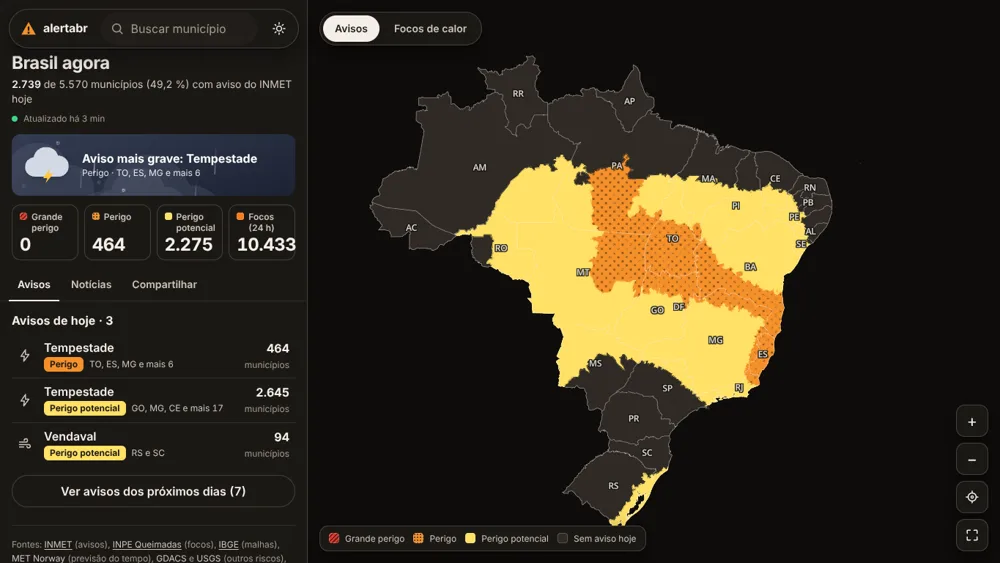 alertabr
Buscar município
Avisos
Focos de calor
Brasil agora
2.739 de 5.570 municípios (49,2 %) com aviso do INMET
hoje
Atualizado há 3 min
Aviso mais grave: Tempestade
Perigo · TO, ES, MG e mais 6
Grande
perigo
0
Perigo
464
Perigo
potencial
2.275
Focos
(24 h)
10.433
Avisos
Notícias
Compartilhar
Avisos de hoje · 3
Tempestade
464
Perigo
TO, ES, MG e mais 6
municípios
Tempestade
2.645
Perigo potencial
GO, MG, CE e mais 17
municípios
Vendaval
94
Perigo potencial
RS e SC
municípios
Ver avisos dos próximos dias (7)
Fontes: INMET (avisos), INPE Queimadas (focos), IBGE (malhas),
MET Norway (previsão do tempo), GDACS e USGS (outros riscos),
RR
AP
AM
PA
MA
CE
RN
PB
PI
PE
AL
SE
AC
RO
TO
BA
MT
GO
DF
MG
ES
MS
SP
RJ
PR
SC
RS
+
−
Grande perigo
Perigo
Perigo potencial
Sem aviso hoje